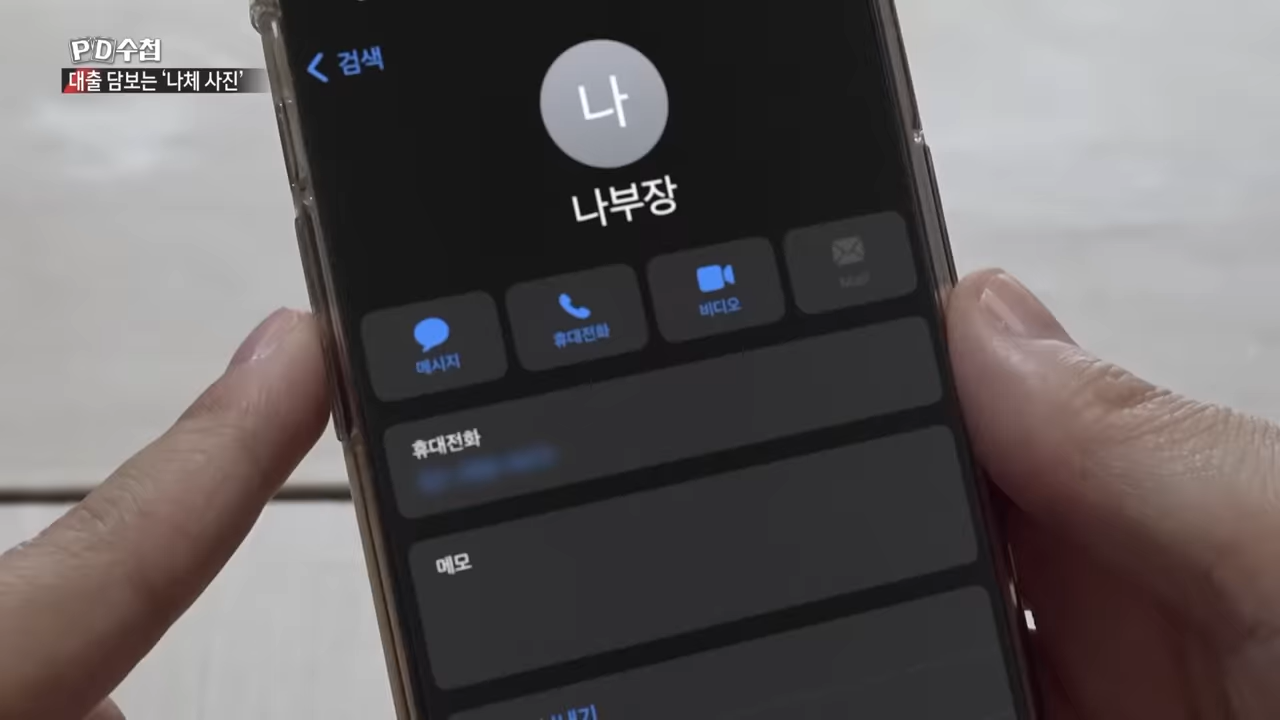 PD수첩
대출 담보는 '나체 사진'
검색
나
나부장
메시지
휴대전화
비디오
Mail
휴대전화
메모